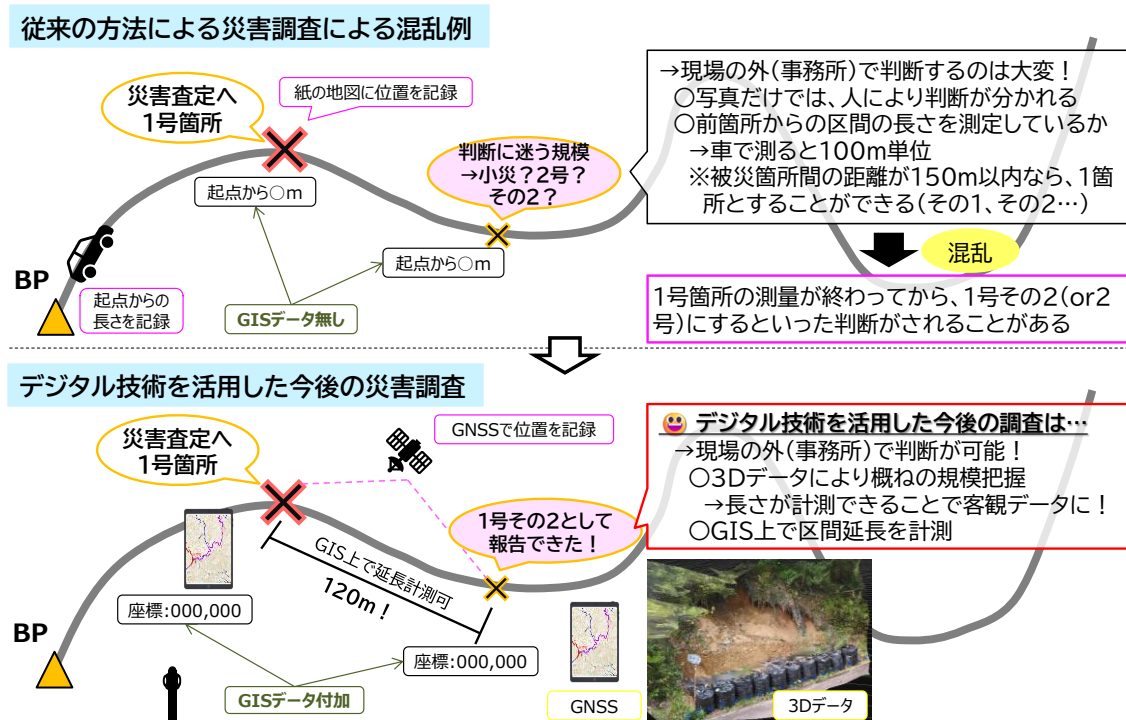 従来の方法による災害調査による混乱例
災害査定へ
1号箇所
紙の地図に位置を記録
判断に迷う規模
→小災?2号?
その2?
起点から○m
起点から○m
BP
起点からの
長さを記録
GISデータ無し
→現場の外(事務所)で判断するのは大変!
○写真だけでは、人により判断が分かれる
○前箇所からの区間の長さを測定しているか
→車で測ると100m単位
※被災箇所間の距離が150m以内なら、1箇
所とすることができる(その1、その2…)
混乱
1号箇所の測量が終わってから、1号その2(or2
号)にするといった判断がされることがある
デジタル技術を活用した今後の災害調査
災害査定へ
1号箇所
GNSSで位置を記録
1号その2として
報告できた!
GIS上で延長計測可
120m!
座標:000,000
座標:000,000
BP
GISデータ付加
GNSS
デジタル技術を活用した今後の調査は…
→現場の外(事務所)で判断が可能!
○3Dデータにより概ねの規模把握
→長さが計測できることで客観データに!
○GIS上で区間延長を計測
3Dデータ